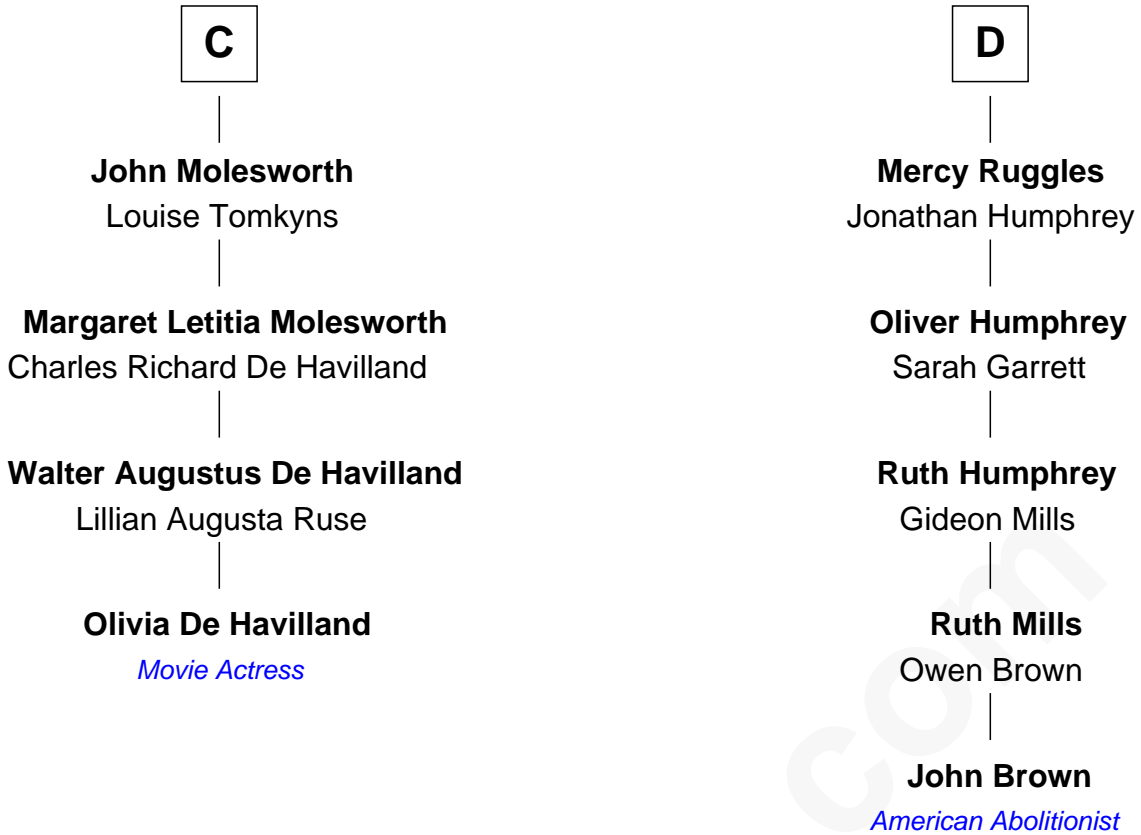 C
John Molesworth
Louise Tomkyns
Margaret Letitia Molesworth
Charles Richard De Havilland
Walter Augustus De Havilland
Lillian Augusta Ruse
Olivia De Havilland
Movie Actress
D
Mercy Ruggles
Jonathan Humphrey
Oliver Humphrey
Sarah Garrett
Ruth Humphrey
Gideon Mills
Ruth Mills
Owen Brown
John Brown
American Abolitionist
com